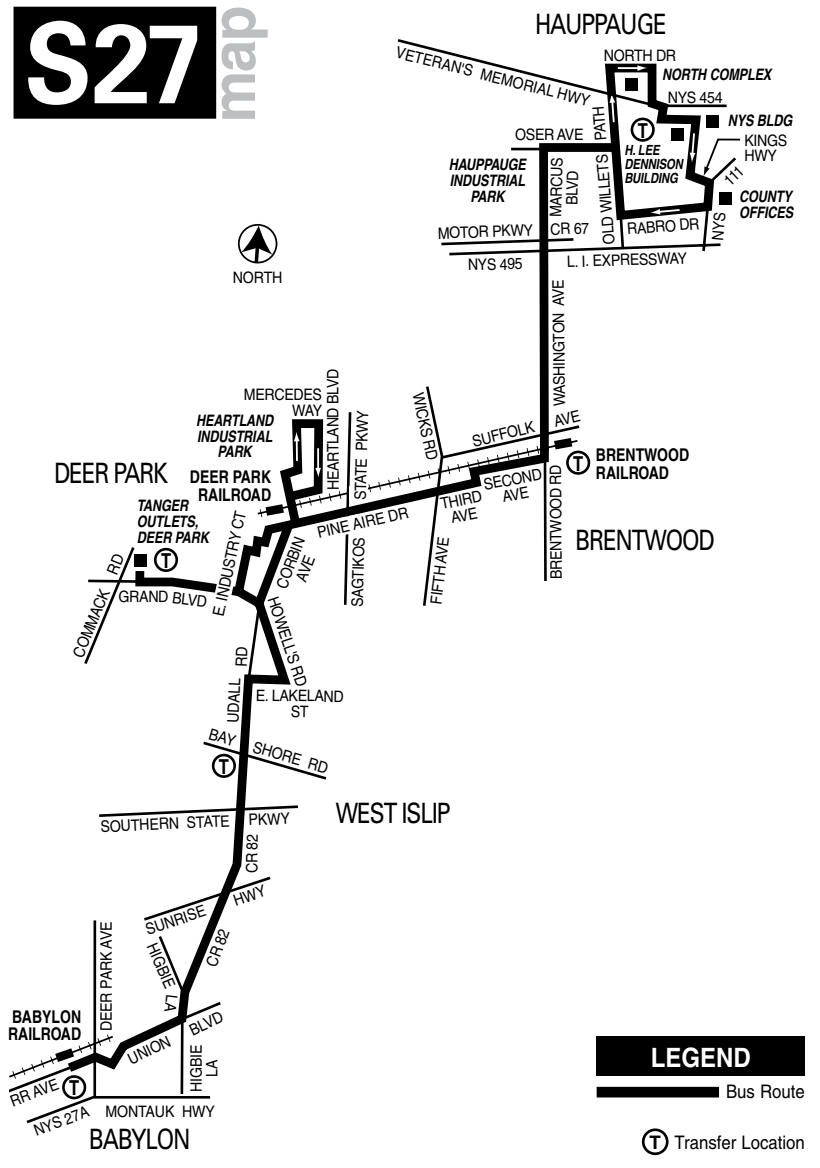 S27
map
HAUPPAUGE
VETERAN'S MEMORIAL HWY
NORTH DR
NORTH COMPLEX
NYS 454
NYS BLDG
KINGS
HWY
OSER AVE
OLD WILLETS PATH
T
H. LEE
DENNISON
BUILDING
HAUPPAUGE
INDUSTRIAL
PARK
MARCUS
BLVD
NYS 111
COUNTY
OFFICES
RABRO DR
MOTOR PKWY
CR 67
NYS 495
L. I. EXPRESSWAY
NORTH
WASHINGTON AVE
MERCEDES
WAY
HEARTLAND BLVD
HEARTLAND
INDUSTRIAL
PARK
WICKS RD
SUFFOLK AVE
SAGTIKOS STATE PKWY
DEER PARK
DEER PARK
RAILROAD
T
BRENTWOOD
RAILROAD
TANGER
OUTLETS,
DEER PARK
T
PINE AIRE DR
THIRD
AVE
SECOND
AVE
BRENTWOOD RD
BRENTWOOD
E. INDUSTRY CT
CORBIN
AVE
FIFTH AVE
COMMACK RD
GRAND BLVD
HOWELL'S RD
UDALL RD
E. LAKELAND
ST
BAY SHORE RD
T
WEST ISLIP
SOUTHERN STATE PKWY
CR 82
SUNRISE HWY
CR 82
HIGBIE LA
DEER PARK AVE
BABYLON
RAILROAD
UNION BLVD
HIGBIE
LA
RR AVE
T
NYS 27A
MONTAUK HWY
BABYLON
LEGEND
Bus Route
T Transfer Location